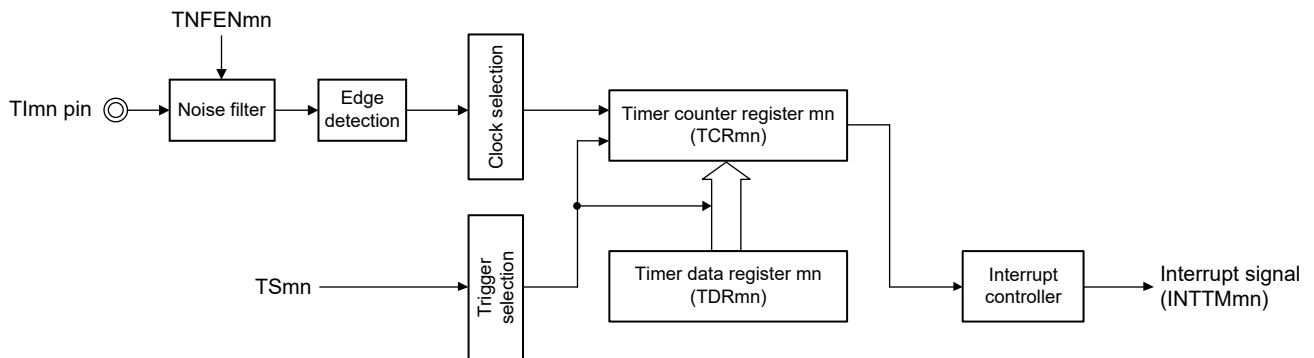 TNFENmn
TImn pin
Noise filter
Edge
detection
Clock selection
Timer counter register mn
(TCRmn)
TSmn
Trigger
selection
Timer data register mn
(TDRmn)
Interrupt
controller
Interrupt signal
(INTTMmn)